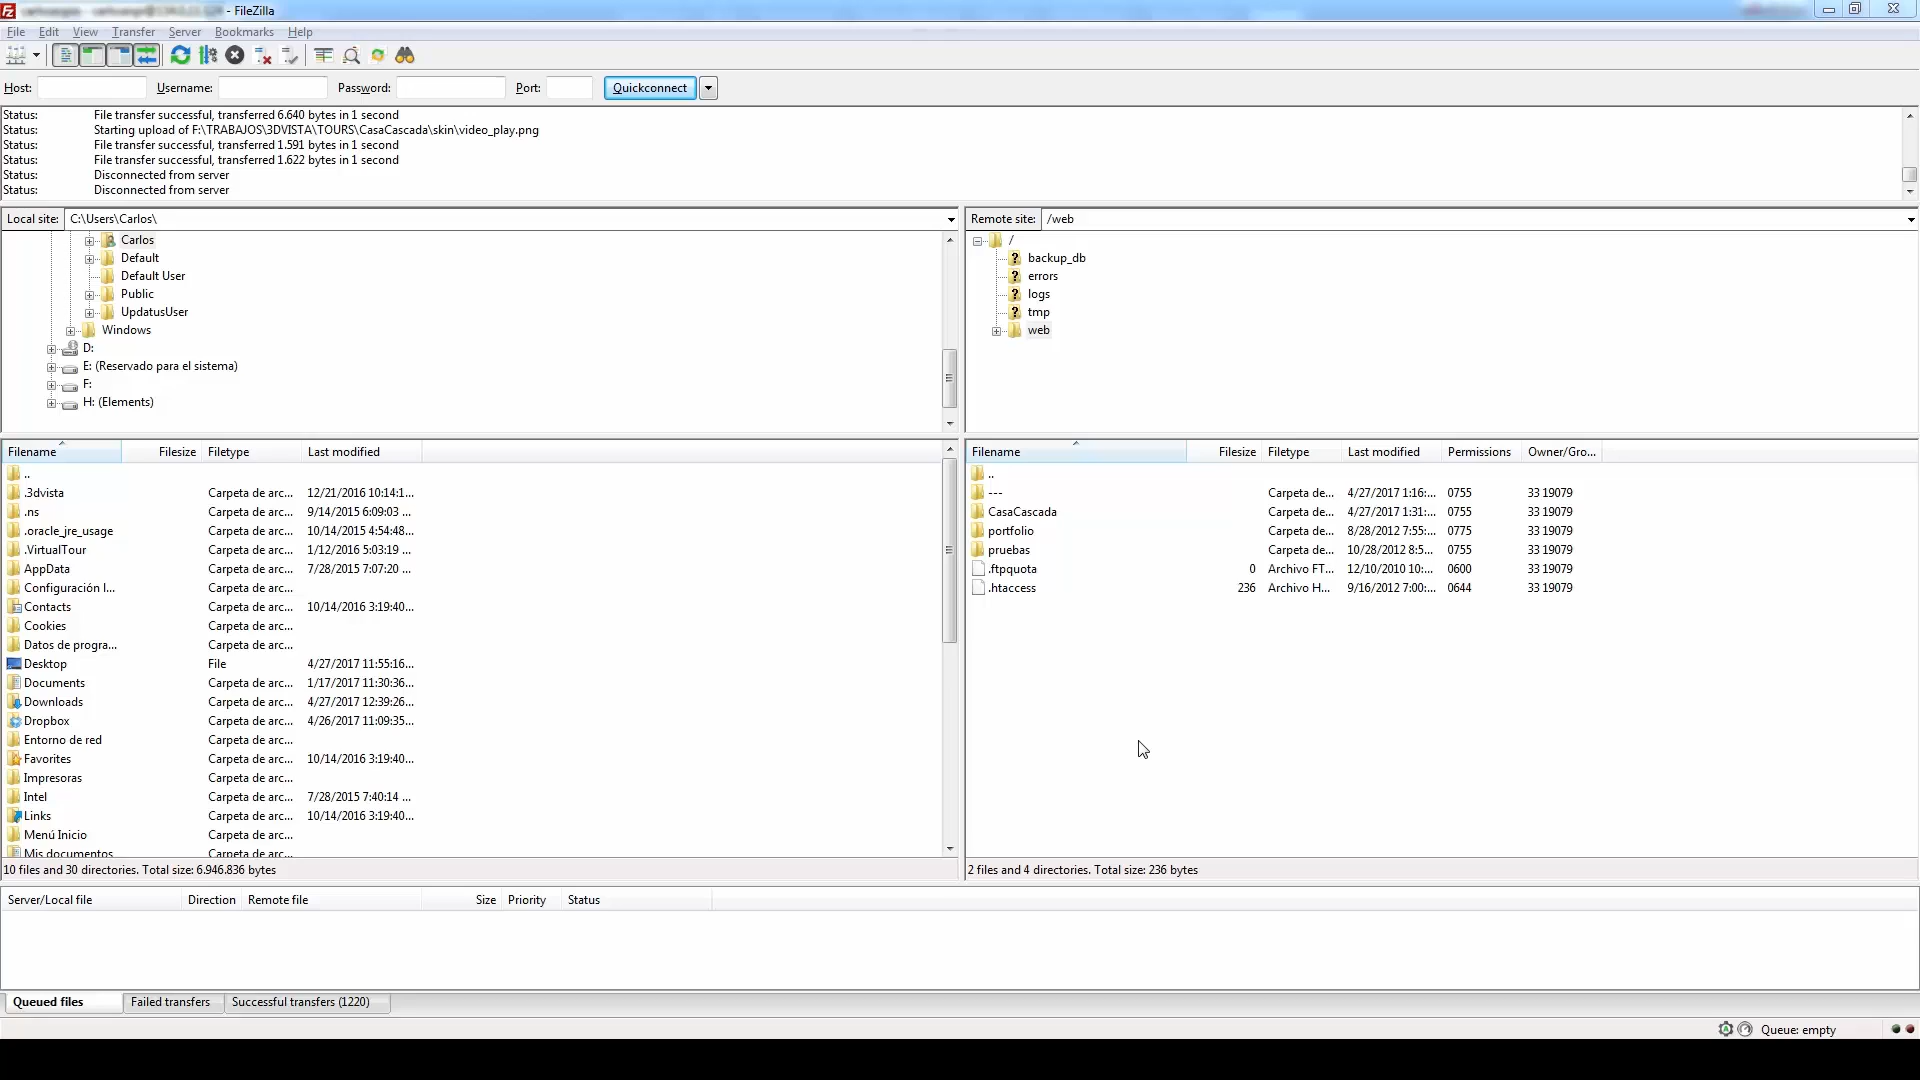 - FileZilla
File Edit View Transfer Server Bookmarks Help
Host: Username: Password: Port: Quickconnect
Status: File transfer successful, transferred 6.640 bytes in 1 second
Status: Starting upload of F:\TRABAJOS\3DVISTA\TOURS\CasaCascada\skin\video_play.png
Status: File transfer successful, transferred 1.591 bytes in 1 second
Status: File transfer successful, transferred 1.622 bytes in 1 second
Status: Disconnected from server
Status: Disconnected from server
Local site: C:\Users\Carlos\
Carlos
Default
Default User
Public
UpdatusUser
Windows
D:
E: (Reservado para el sistema)
F:
H: (Elements)
Remote site: /web
/
backup_db
errors
logs
tmp
web
Filename Filesize Filetype Last modified
..
.3dvista Carpeta de arc... 12/21/2016 10:14:1...
.ns Carpeta de arc... 9/14/2015 6:09:03 ...
.oracle_jre_usage Carpeta de arc... 10/14/2015 4:54:48...
.VirtualTour Carpeta de arc... 1/12/2016 5:03:19 ...
AppData Carpeta de arc... 7/28/2015 7:07:20 ...
Configuración l... Carpeta de arc...
Contacts Carpeta de arc... 10/14/2016 3:19:40...
Cookies Carpeta de arc...
Datos de progra... Carpeta de arc...
Desktop File 4/27/2017 11:55:16...
Documents Carpeta de arc... 1/17/2017 11:30:36...
Downloads Carpeta de arc... 4/27/2017 12:39:26...
Dropbox Carpeta de arc... 4/26/2017 11:09:35...
Entorno de red Carpeta de arc...
Favorites Carpeta de arc... 10/14/2016 3:19:40...
Impresoras Carpeta de arc...
Intel Carpeta de arc... 7/28/2015 7:40:14 ...
Links Carpeta de arc... 10/14/2016 3:19:40...
Menú Inicio Carpeta de arc...
Mis documentos Carpeta de arc...
10 files and 30 directories. Total size: 6.946.836 bytes
Filename Filesize Filetype Last modified Permissions Owner/Gro...
..
--- Carpeta de... 4/27/2017 1:16:... 0755 33 19079
CasaCascada Carpeta de... 4/27/2017 1:31:... 0755 33 19079
portfolio Carpeta de... 8/28/2012 7:55:... 0775 33 19079
pruebas Carpeta de... 10/28/2012 8:5... 0755 33 19079
.ftpquota 0 Archivo FT... 12/10/2010 10:... 0600 33 19079
.htaccess 236 Archivo H... 9/16/2012 7:00:... 0644 33 19079
2 files and 4 directories. Total size: 236 bytes
Server/Local file Direction Remote file Size Priority Status
Queued files Failed transfers Successful transfers (1220)
Queue: empty